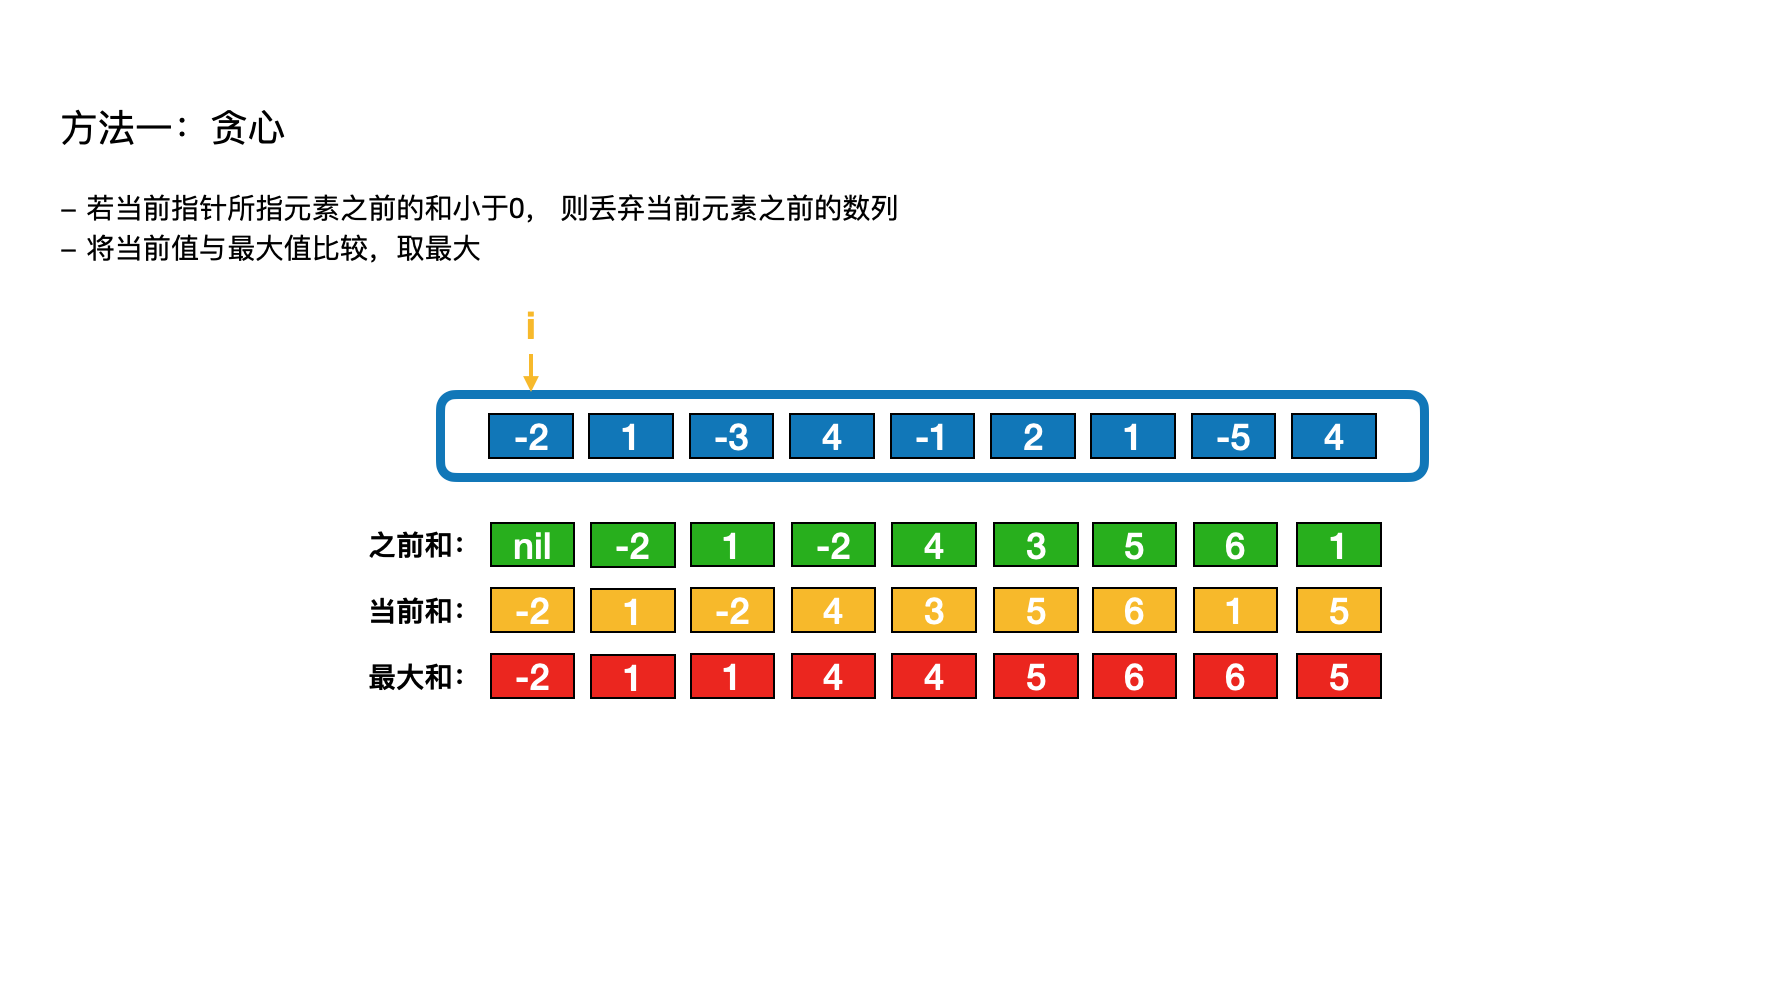 方法一：贪心
– 若当前指针所指元素之前的和小于0， 则丢弃当前元素之前的数列
– 将当前值与最大值比较，取最大
i
-2 1 -3 4 -1 2 1 -5 4
之前和： nil -2 1 -2 4 3 5 6 1
当前和： -2 1 -2 4 3 5 6 1 5
最大和： -2 1 1 4 4 5 6 6 5